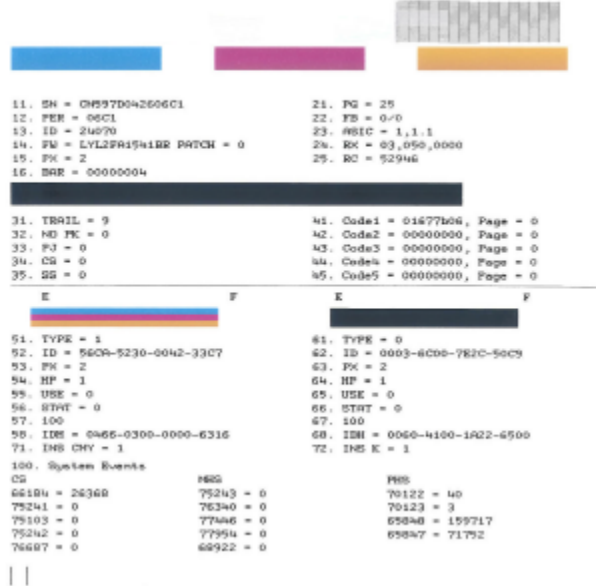 11. SN = CN597D042606C1
12. PER = 06C1
13. ID = 24070
14. FW = LYL2FA1541BR PATCH = 0
15. PX = 2
16. BAR = 00000004
21. PG = 25
22. FB = 0/0
23. ASIC = 1,1.1
24. RX = 03,050,0000
25. RC = 52946
31. TRAIL = 9
32. NO PK = 0
33. PJ = 0
34. CS = 0
35. SS = 0
41. Code1 = 01677b06, Page = 0
42. Code2 = 00000000, Page = 0
43. Code3 = 00000000, Page = 0
44. Code4 = 00000000, Page = 0
45. Code5 = 00000000, Page = 0
E F
51. TYPE = 1
52. ID = 56CA-5230-0042-33C7
53. PX = 2
54. HP = 1
55. USE = 0
56. STAT = 0
57. 100
58. IDH = 0466-0300-0000-6316
71. INS CMY = 1
E F
61. TYPE = 0
62. ID = 0003-6C00-7E2C-50C9
63. PX = 2
64. HP = 1
65. USE = 0
66. STAT = 0
67. 100
68. IDH = 0060-4100-1A22-6500
72. INS K = 1
100. System Events
CS
66184 = 26368
75241 = 0
75103 = 0
75242 = 0
76687 = 0
MHS
75243 = 0
76340 = 0
77446 = 0
77954 = 0
68922 = 0
PHS
70122 = 40
70123 = 3
65848 = 159717
65847 = 71752